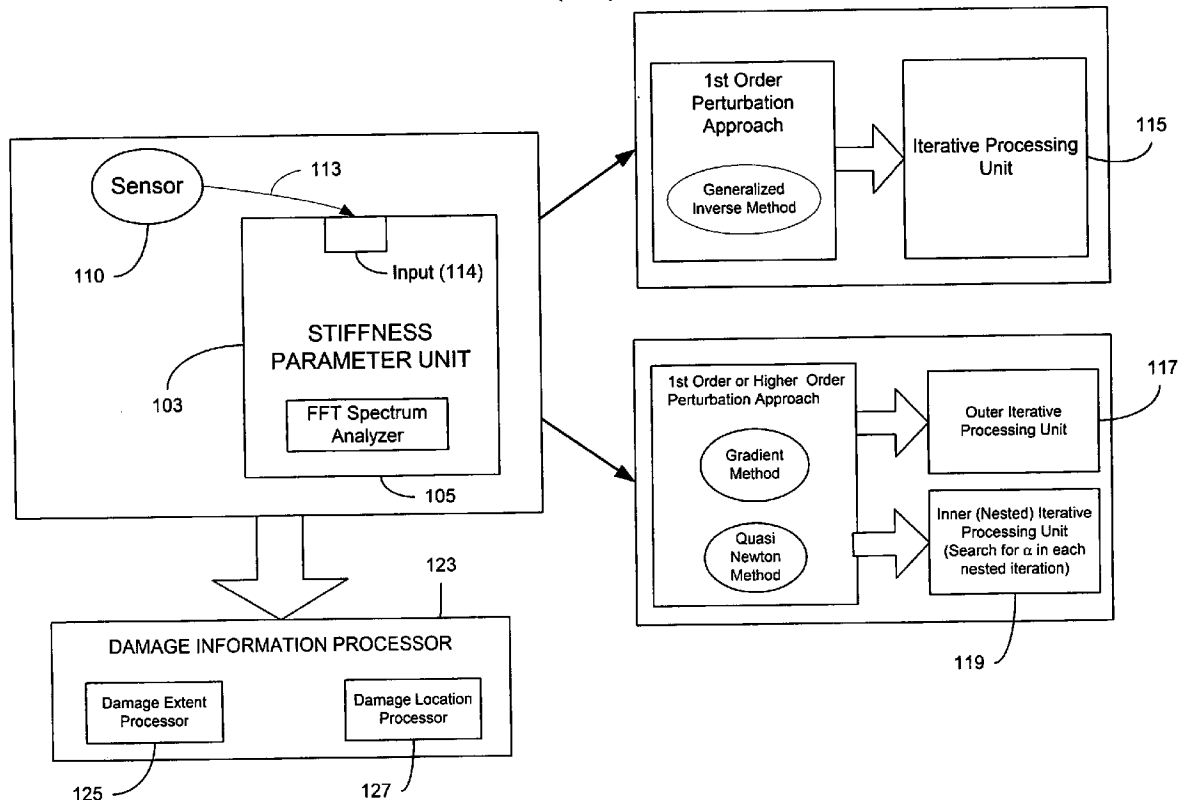 Sensor
113
110
Input (114)
STIFFNESS
PARAMETER UNIT
103
FFT Spectrum
Analyzer
105
1st Order
Perturbation
Approach
Generalized
Inverse Method
Iterative Processing
Unit
115
1st Order or Higher Order
Perturbation Approach
Gradient
Method
Quasi
Newton
Method
Outer Iterative
Processing Unit
117
Inner (Nested) Iterative
Processing Unit
(Search for α in each
nested iteration)
119
123
DAMAGE INFORMATION PROCESSOR
Damage Extent
Processor
Damage Location
Processor
125
127